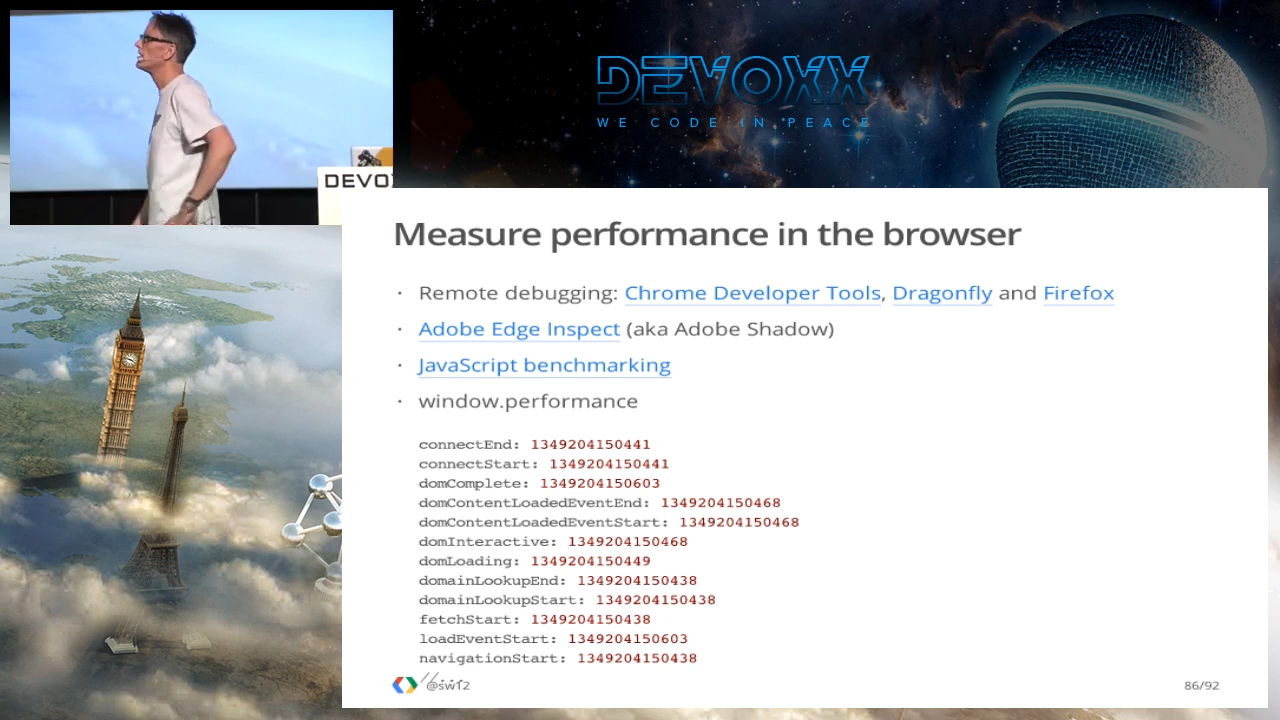 DEVOXX
WE CODE IN PEACE
DEVOX
Measure performance in the browser
· Remote debugging: Chrome Developer Tools, Dragonfly and Firefox
· Adobe Edge Inspect (aka Adobe Shadow)
· JavaScript benchmarking
· window.performance
connectEnd: 1349204150441
connectStart: 1349204150441
domComplete: 1349204150603
domContentLoadedEventEnd: 1349204150468
domContentLoadedEventStart: 1349204150468
domInteractive: 1349204150468
domLoading: 1349204150449
domainLookupEnd: 1349204150438
domainLookupStart: 1349204150438
fetchStart: 1349204150438
loadEventStart: 1349204150603
navigationStart: 1349204150438
//...
@sw12
86/92